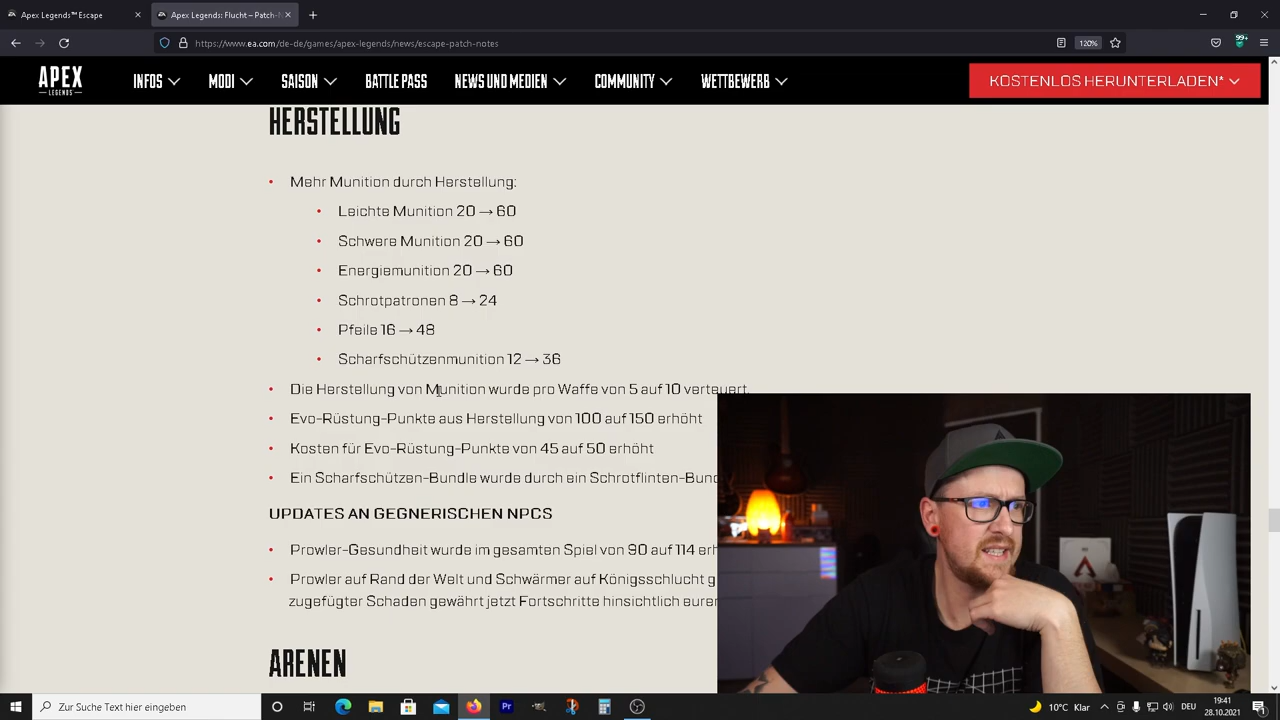 Apex Legends™ Escape
Apex Legends: Flucht – Patch-N
https://www.ea.com/de-de/games/apex-legends/news/escape-patch-notes
120%
99+
APEX
LEGENDS
INFOS
MODI
SAISON
BATTLE PASS
NEWS UND MEDIEN
COMMUNITY
WETTBEWERB
KOSTENLOS HERUNTERLADEN*
HERSTELLUNG
Mehr Munition durch Herstellung:
Leichte Munition 20 → 60
Schwere Munition 20 → 60
Energiemunition 20 → 60
Schrotpatronen 8 → 24
Pfeile 16 → 48
Scharfschützenmunition 12 → 36
Die Herstellung von Munition wurde pro Waffe von 5 auf 10 verteuert.
Evo-Rüstung-Punkte aus Herstellung von 100 auf 150 erhöht
Kosten für Evo-Rüstung-Punkte von 45 auf 50 erhöht
Ein Scharfschützen-Bundle wurde durch ein Schrotflinten-Bund
UPDATES AN GEGNERISCHEN NPCS
Prowler-Gesundheit wurde im gesamten Spiel von 90 auf 114 erh
Prowler auf Rand der Welt und Schwärmer auf Königsschlucht g
zugefügter Schaden gewährt jetzt Fortschritte hinsichtlich eurer
ARENEN
Zur Suche Text hier eingeben
10°C Klar
19:41
28.10.2021